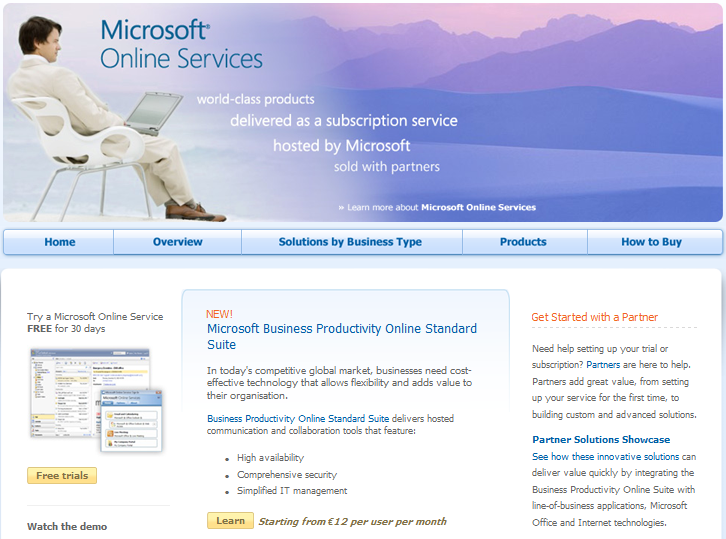 Microsoft®
Online Services
world-class products
delivered as a subscription service
hosted by Microsoft
sold with partners
» Learn more about Microsoft Online Services
Home
Overview
Solutions by Business Type
Products
How to Buy
Try a Microsoft Online Service
FREE for 30 days
Free trials
Watch the demo
NEW!
Microsoft Business Productivity Online Standard
Suite
In today's competitive global market, businesses need cost-
effective technology that allows flexibility and adds value to
their organisation.
Business Productivity Online Standard Suite delivers hosted
communication and collaboration tools that feature:
• High availability
• Comprehensive security
• Simplified IT management
Learn
Starting from €12 per user per month
Get Started with a Partner
Need help setting up your trial or
subscription? Partners are here to help.
Partners add great value, from setting
up your service for the first time, to
building custom and advanced solutions.
Partner Solutions Showcase
See how these innovative solutions can
deliver value quickly by integrating the
Business Productivity Online Suite with
line-of-business applications, Microsoft
Office and Internet technologies.